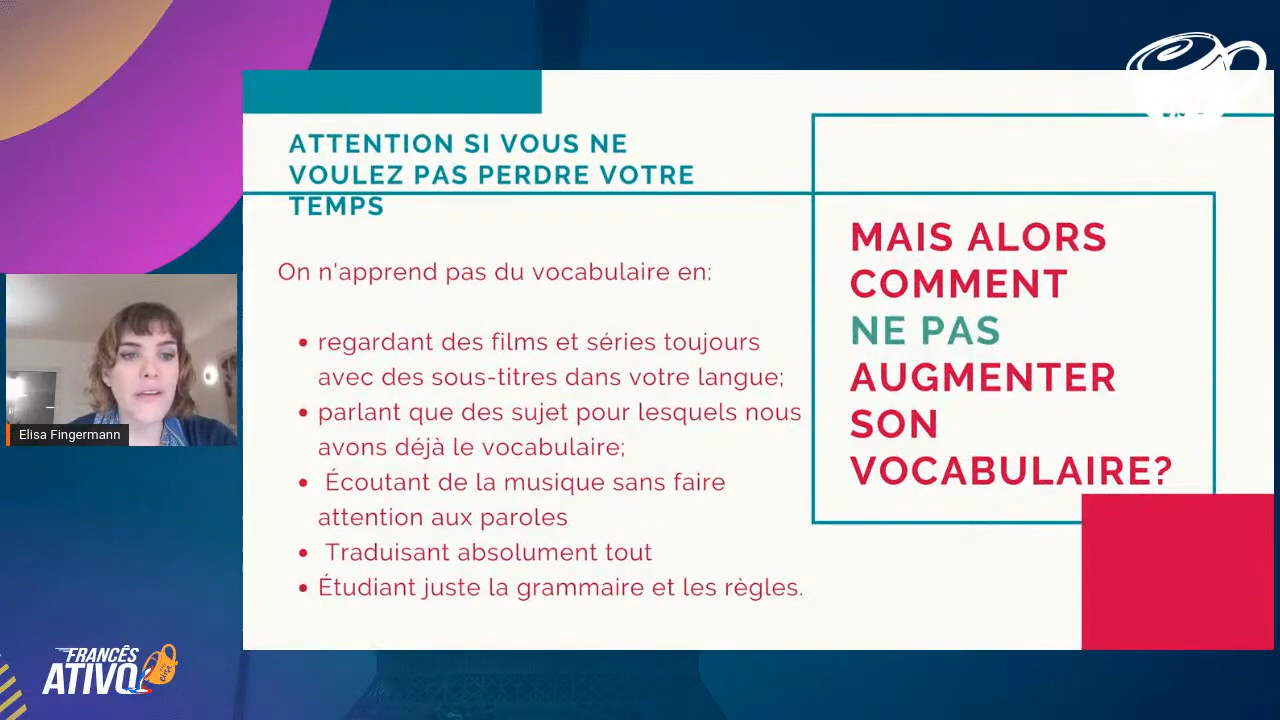 ATTENTION SI VOUS NE
VOULEZ PAS PERDRE VOTRE
TEMPS
On n'apprend pas du vocabulaire en:
• regardant des films et séries toujours
avec des sous-titres dans votre langue;
• parlant que des sujet pour lesquels nous
avons déjà le vocabulaire;
• Écoutant de la musique sans faire
attention aux paroles
• Traduisant absolument tout
• Étudiant juste la grammaire et les règles.
MAIS ALORS
COMMENT
NE PAS
AUGMENTER
SON
VOCABULAIRE?
Elisa Fingermann
FRANCÊS
ATIVO